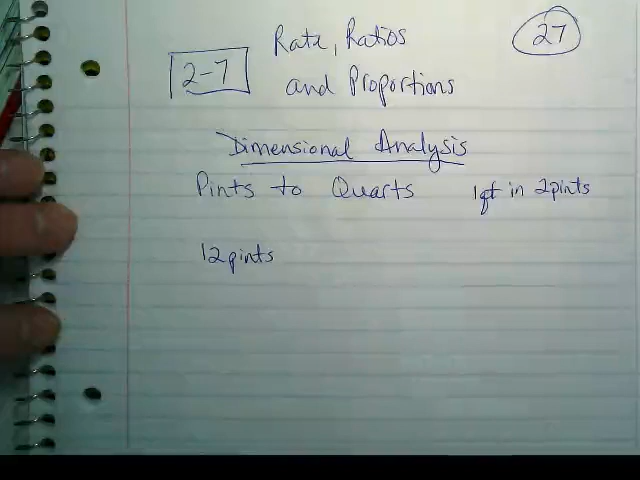 Rate, Ratios
27
2-7
and Proportions
Dimensional Analysis
Pints to Quarts
1qt in 2pints
12pints